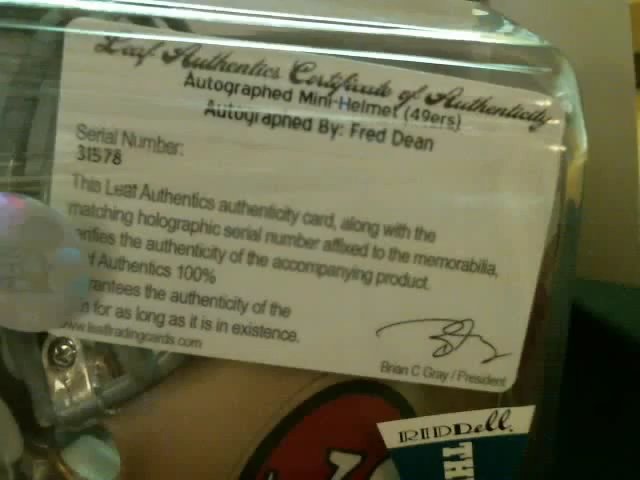 Leaf Authentics Certificate of Authenticity
Autographed Mini-Helmet (49ers)
Autographed By: Fred Dean
Serial Number:
31578
This Leaf Authentics authenticity card, along with the
matching holographic serial number affixed to the memorabilia,
erifies the authenticity of the accompanying product.
f Authentics 100%
rantees the authenticity of the
for as long as it is in existence.
www.leaftradingcards.com
Brian C Gray / President
RIDDell.